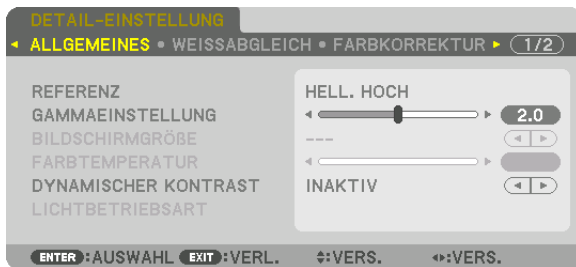 DETAIL-EINSTELLUNG
ALLGEMEINES • WEISSABGLEICH • FARBKORREKTUR 1/2
REFERENZ HELL. HOCH
GAMMAEINSTELLUNG 2.0
BILDSCHIRMGRÖßE ---
FARBTEMPERATUR
DYNAMISCHER KONTRAST INAKTIV
LICHTBETRIEBSART
ENTER :AUSWAHL EXIT :VERL. :VERS. :VERS.